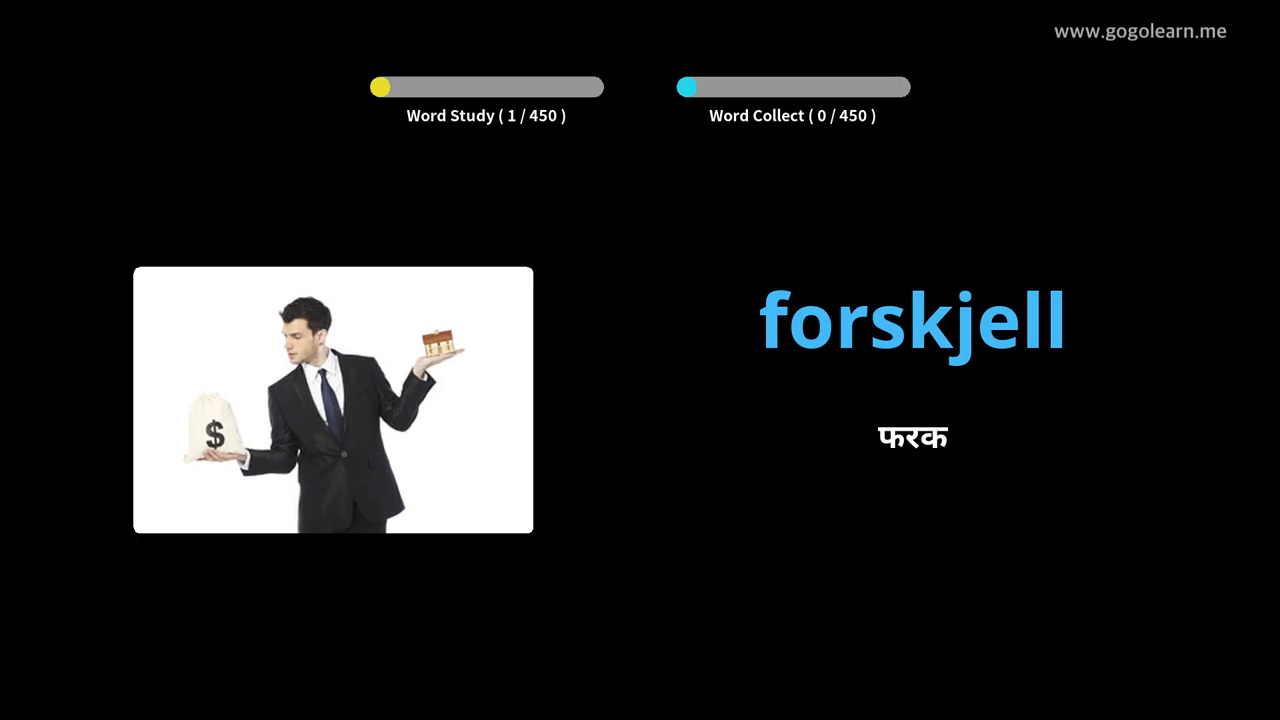 www.gogolearn.me
Word Study ( 1 / 450 )
Word Collect ( 0 / 450 )
$
forskjell
फरक